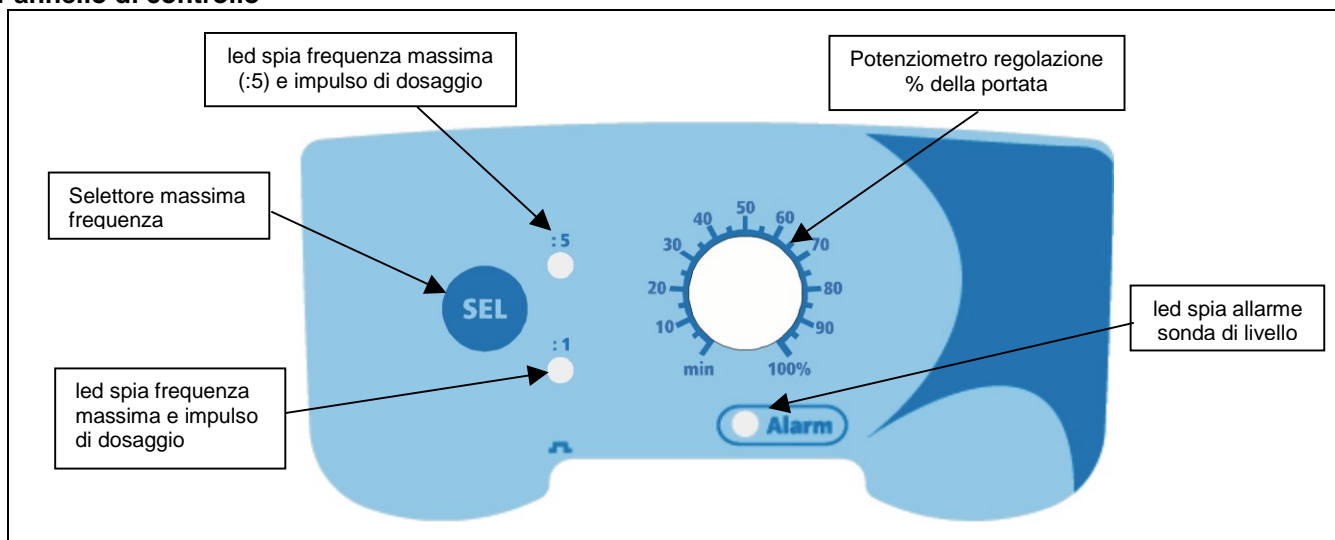 Pannello di controllo
led spia frequenza massima
(:5) e impulso di dosaggio
Potenziometro regolazione
% della portata
Selettore massima
frequenza
led spia allarme
sonda di livello
led spia frequenza
massima e impulso
di dosaggio
: 5
SEL
: 1
min
10
20
30
40
50
60
70
80
90
100%
Alarm